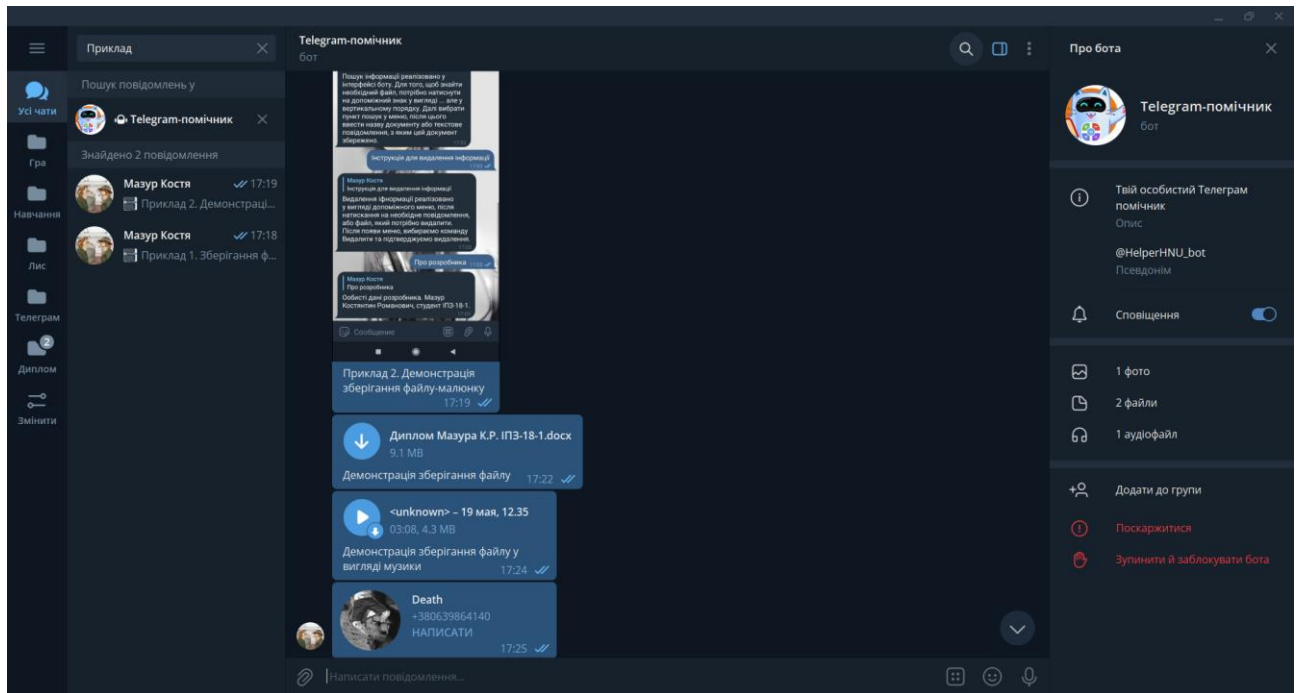 Приклад
Пошук повідомлень у
Telegram-помічник
Знайдено 2 повідомлення
Мазур Костя 17:19
Приклад 2. Демонстраці...
Мазур Костя 17:18
Приклад 1. Зберігання ф...
Усі чати
Гра
Навчання
Лис
Телеграм
2
Диплом
Змінити
Telegram-помічник
бот
Пошук інформації реалізовано у
інтерфейсі боту. Для того, щоб знайти
необхідний файл, потрібно натиснути
на допоміжний знак у вигляді ... але у
вертикальному порядку. Далі вибрати
пункт пошук у меню, після цього
ввести назву документу або текстове
повідомлення, з яким цей документ
збережено.
Інструкція для видалення інформації
Мазур Костя
Інструкція для видалення інформації
Видалення іфнормації реалізовано
у вигляді допоміжного меню, після
натискання на необхідне повідомлення,
або файл, який потрібно видалити.
Після появи меню, вибираємо команду
Видалити та підтверджуємо видалення.
Про розробника
Мазур Костя
Про розробника
Особисті дані розробника. Мазур
Костянтин Романович, студент ІПЗ-18-1.
Сообщение
Приклад 2. Демонстрація
зберігання файлу-малюнку
17:19
Диплом Мазура К.Р. ІПЗ-18-1.docx
9.1 MB
Демонстрація зберігання файлу 17:22
<unknown> – 19 мая, 12.35
03:08, 4.3 MB
Демонстрація зберігання файлу у
вигляді музики 17:24
Death
+380639864140
НАПИСАТИ
17:25
Написати повідомлення...
Про бота
Telegram-помічник
бот
Твій особистий Телеграм
помічник
Опис
@HelperHNU_bot
Псевдонім
Сповіщення
1 фото
2 файли
1 аудіофайл
Додати до групи
Поскаржитися
Зупинити й заблокувати бота